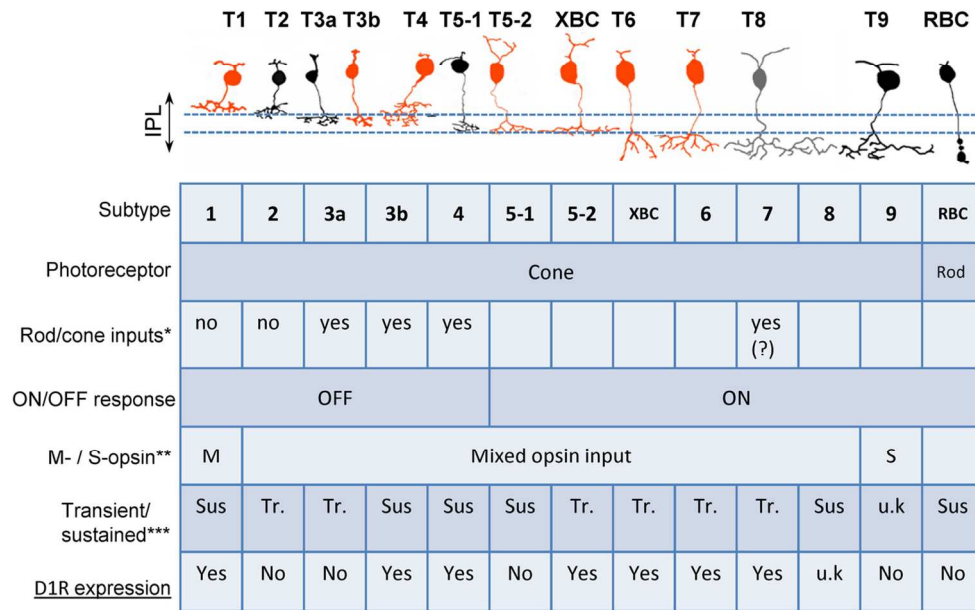 T1 T2 T3a T3b T4 T5-1 T5-2 XBC T6 T7 T8 T9 RBC
IPL
Subtype 1 2 3a 3b 4 5-1 5-2 XBC 6 7 8 9 RBC
Photoreceptor Cone Rod
Rod/cone inputs* no no yes yes yes yes
(?)
ON/OFF response OFF ON
M- / S-opsin** M Mixed opsin input S
Transient/ Sus Tr. Tr. Sus Sus Sus Tr. Tr. Tr. Tr. Sus u.k Sus
sustained***
D1R expression Yes No No Yes Yes No Yes Yes Yes Yes u.k No No